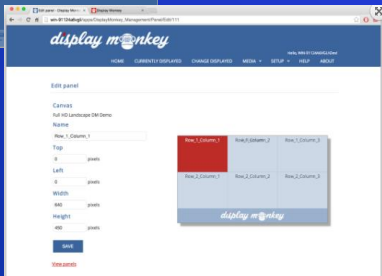 Edit panel - Display Monk
Display Monkey
display monkey
HOME CURRENTLY DISPLAYED CHANGE DISPLAYED MEDIA SETUP HELP ABOUT
Edit panel
Canvas
Full HD Landscape DM Demo
Name
Row_1_Column_1
Top
0 pixels
Left
0 pixels
Width
640 pixels
Height
pixels
SAVE
View panels
Row_1_Column_1 Row_1_Column_2 Row_1_Column_3
Row_2_Column_1 Row_2_Column_2 Row_2_Column_3
display monkey